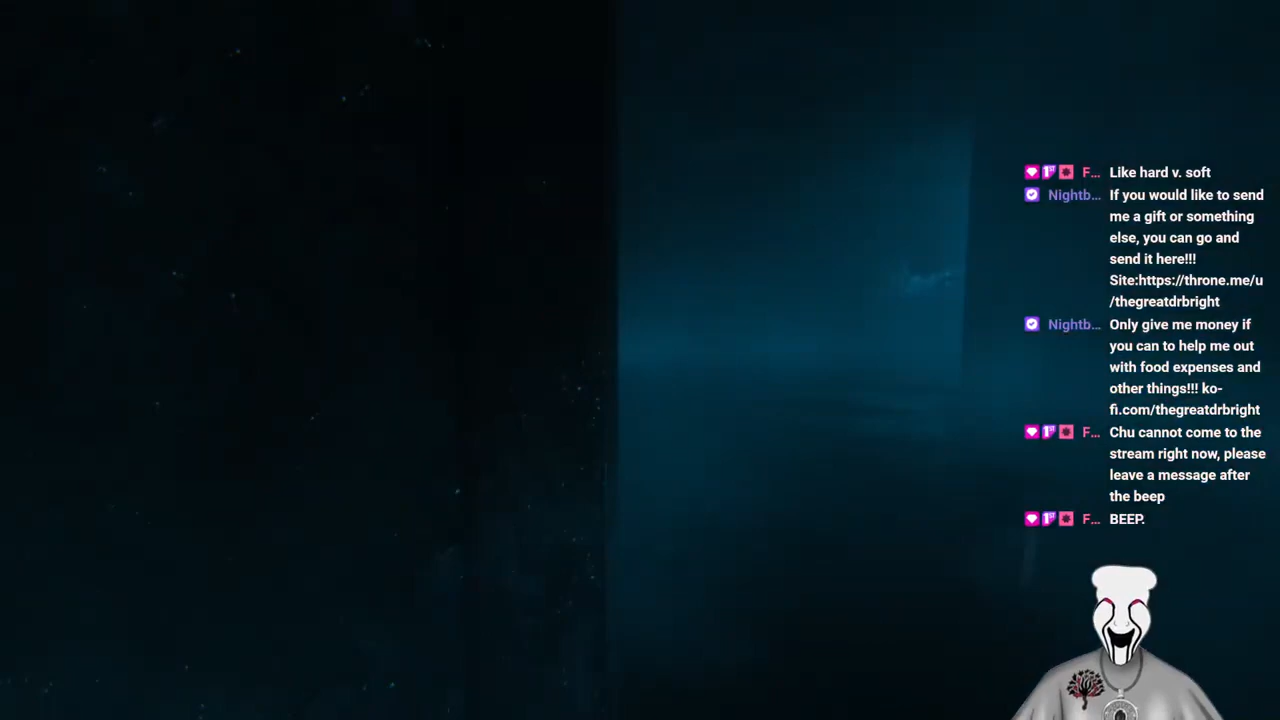 F... Like hard v. soft
Nightb... If you would like to send
me a gift or something
else, you can go and
send it here!!!
Site:https://throne.me/u
/thegreatdrbright
Nightb... Only give me money if
you can to help me out
with food expenses and
other things!!! ko-
fi.com/thegreatdrbright
F... Chu cannot come to the
stream right now, please
leave a message after
the beep
F... BEEP.